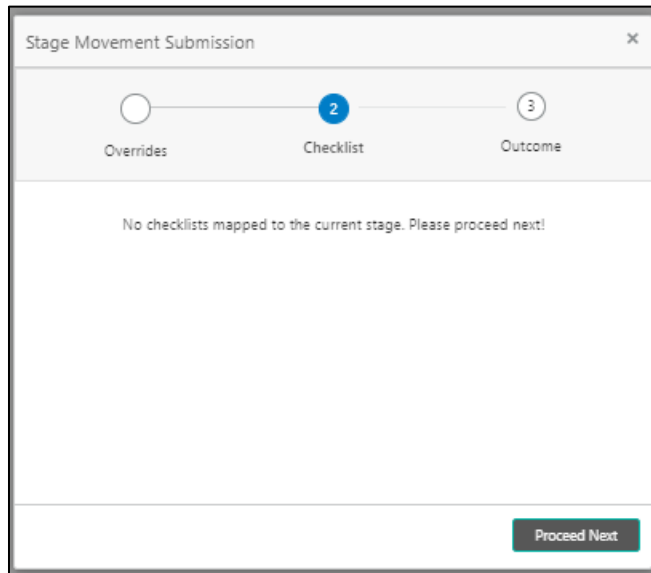 Stage Movement Submission ×
2
3
Overrides
Checklist
Outcome
No checklists mapped to the current stage. Please proceed next!
Proceed Next